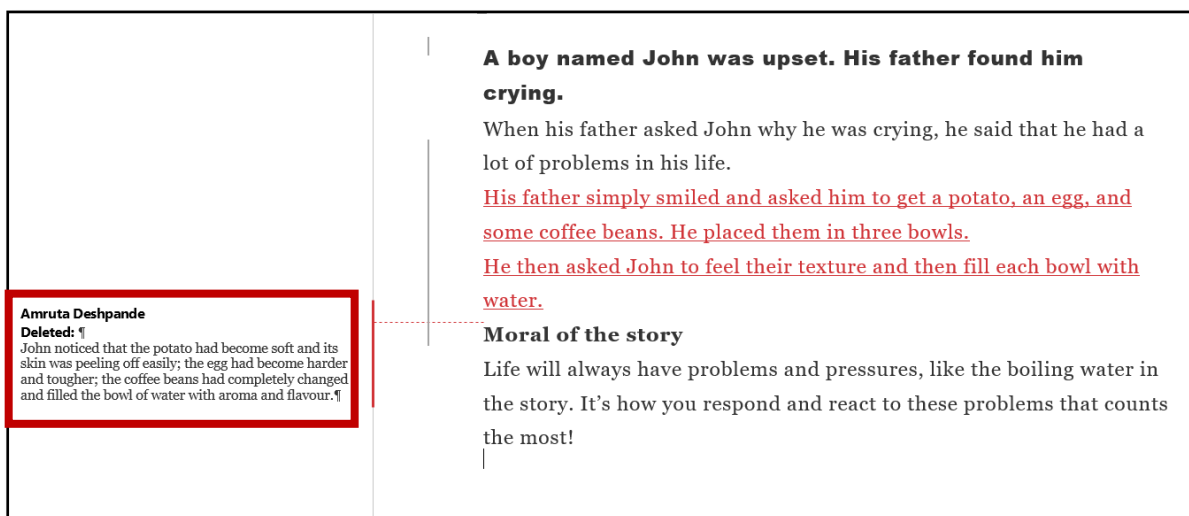 A boy named John was upset. His father found him
crying.
When his father asked John why he was crying, he said that he had a
lot of problems in his life.
His father simply smiled and asked him to get a potato, an egg, and
some coffee beans. He placed them in three bowls.
He then asked John to feel their texture and then fill each bowl with
water.
Amruta Deshpande
Deleted: ¶
John noticed that the potato had become soft and its
skin was peeling off easily; the egg had become harder
and tougher; the coffee beans had completely changed
and filled the bowl of water with aroma and flavour.¶
Moral of the story
Life will always have problems and pressures, like the boiling water in
the story. It’s how you respond and react to these problems that counts
the most!